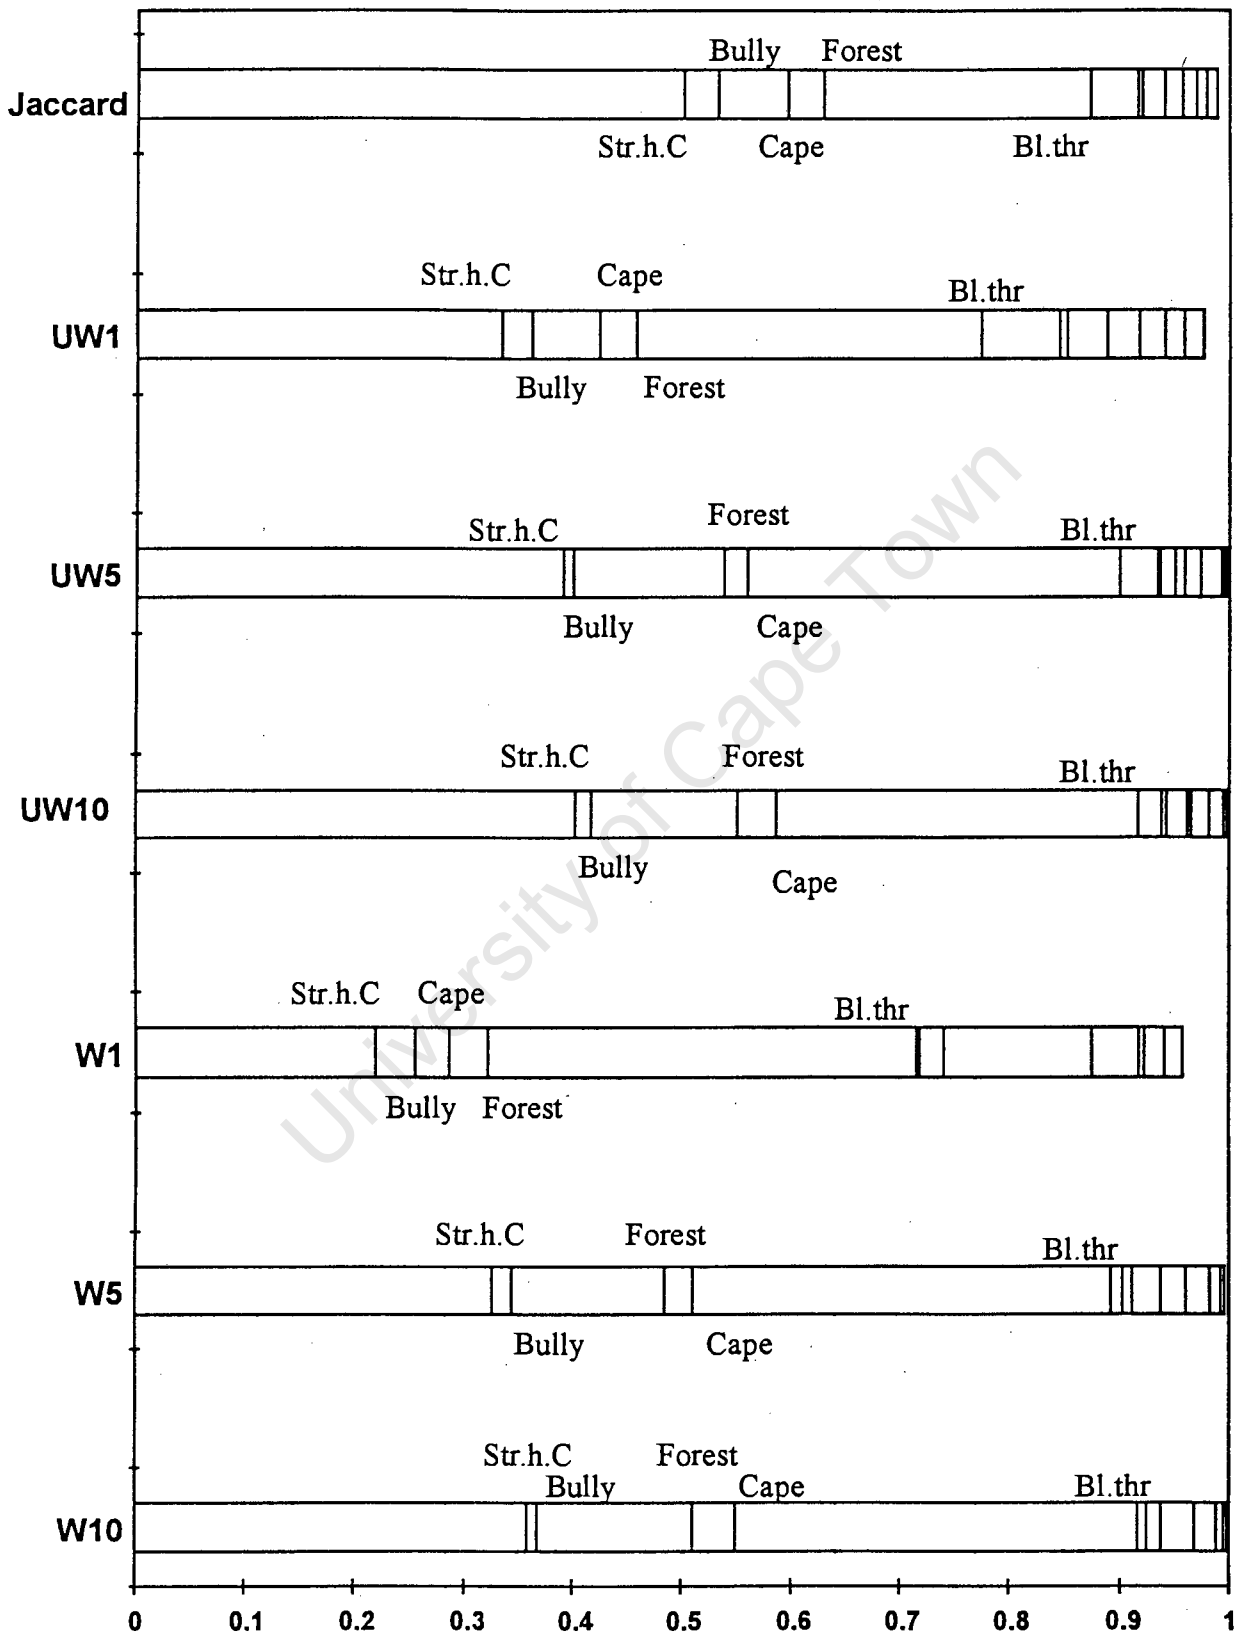 Bully Forest
Jaccard
Str.h.C Cape Bl.thr
Str.h.C Cape Bl.thr
UW1
Bully Forest
Str.h.C Forest Bl.thr
UW5
Bully Cape
Str.h.C Forest Bl.thr
UW10
Bully Cape
Str.h.C Cape Bl.thr
W1
Bully Forest
Str.h.C Forest Bl.thr
W5
Bully Cape
Str.h.C Forest
Bully Cape Bl.thr
W10
0 0.1 0.2 0.3 0.4 0.5 0.6 0.7 0.8 0.9 1
University of Cape Town